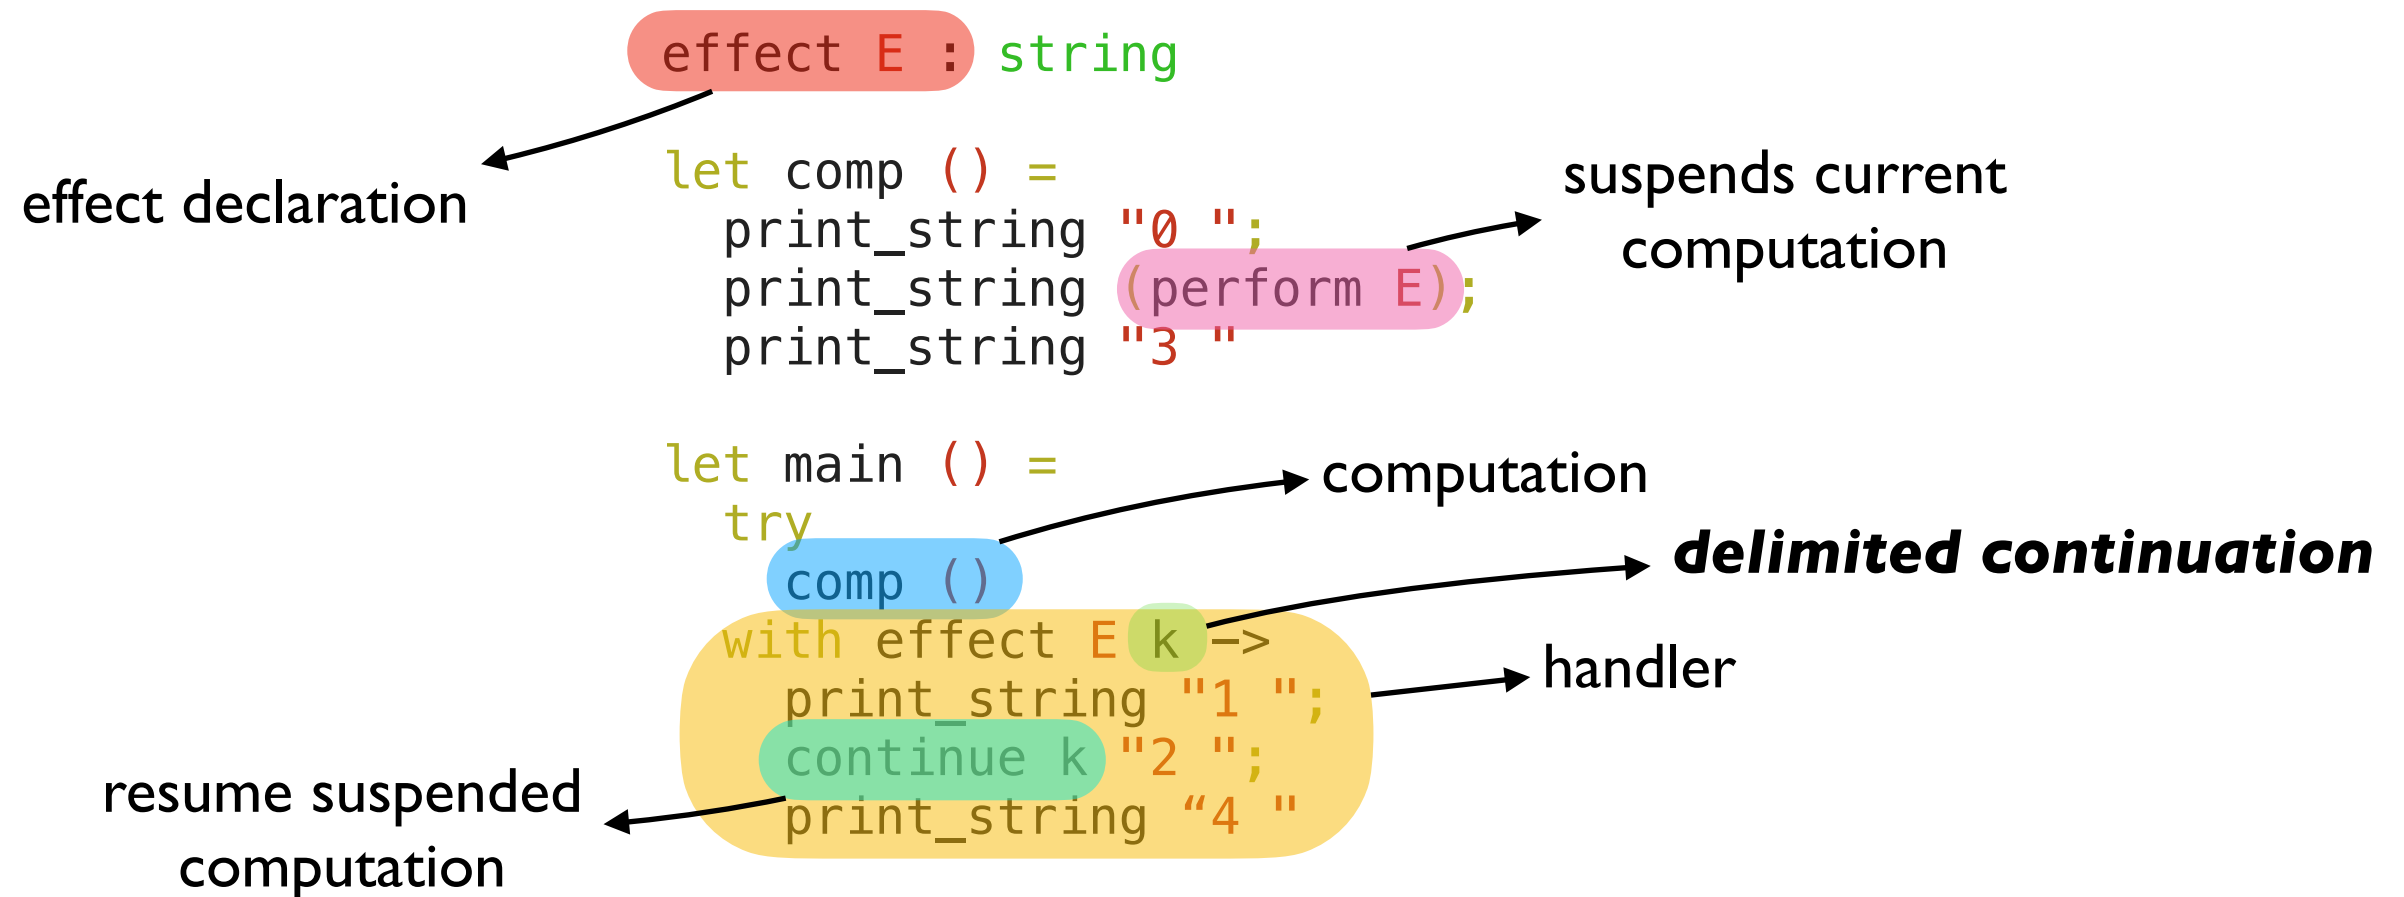 effect E : string
effect declaration
let comp () =
print_string "0 ";
print_string (perform E);
print_string "3 "
suspends current
computation
let main () =
try
comp ()
with effect E k ->
print_string "1 ";
continue k "2 ";
print_string “4 "
computation
delimited continuation
handler
resume suspended
computation